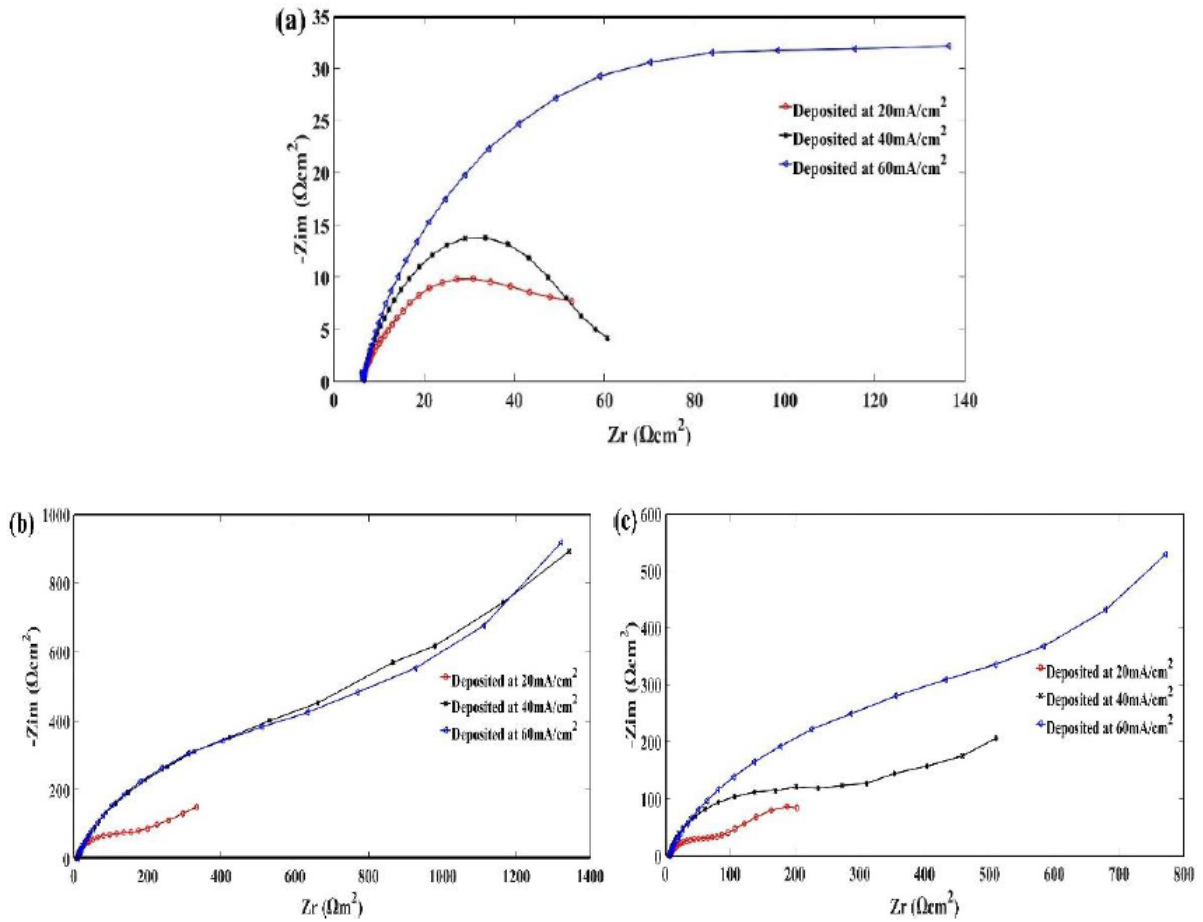 (a)
35
30
25
20
15
10
5
0
-Zim (Ωcm²)
Deposited at 20mA/cm²
Deposited at 40mA/cm²
Deposited at 60mA/cm²
0 20 40 60 80 100 120 140
Zr (Ωcm²)
(b)
1000
800
600
400
200
0
-Zim (Ωcm²)
Deposited at 20mA/cm²
Deposited at 40mA/cm²
Deposited at 60mA/cm²
0 200 400 600 800 1000 1200 1400
Zr (Ωm²)
(c)
600
500
400
300
200
100
0
-Zim (Ωcm²)
Deposited at 20mA/cm²
Deposited at 40mA/cm²
Deposited at 60mA/cm²
0 100 200 300 400 500 600 700 800
Zr (Ωcm²)